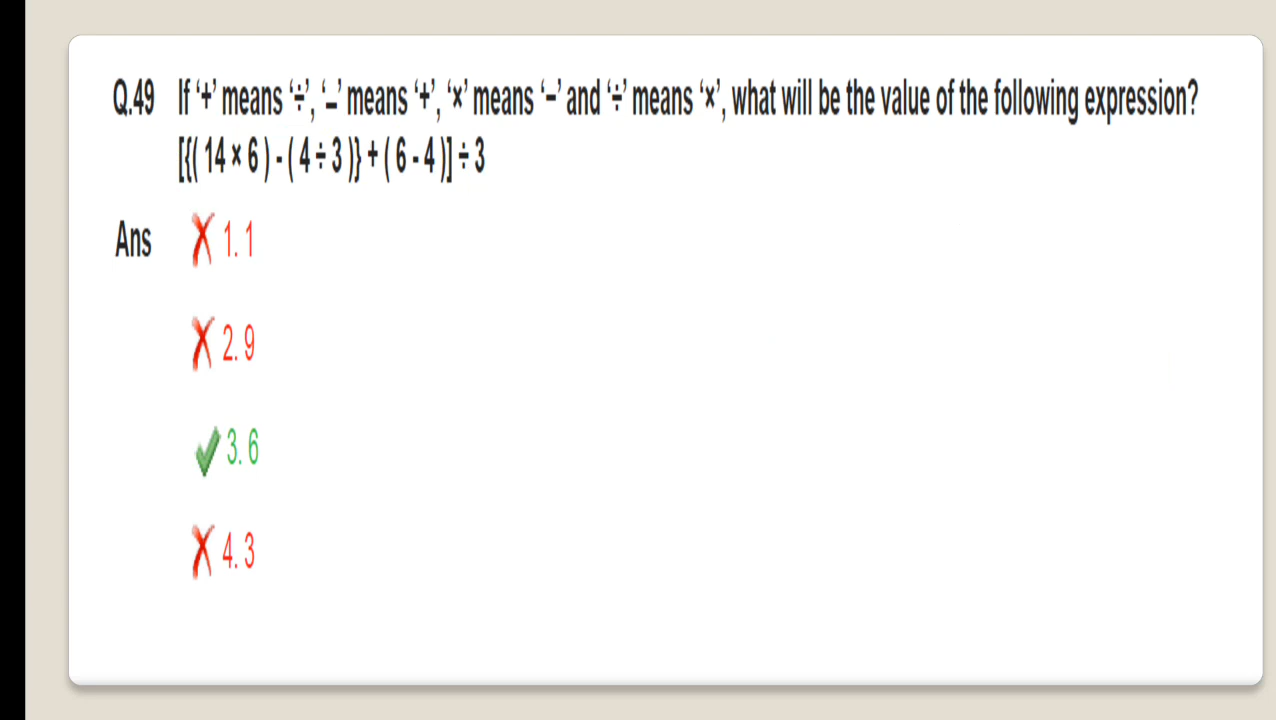 Q.49 If ‘+’ means ‘÷’, ‘–’ means ‘+’, ‘×’ means ‘–’ and ‘÷’ means ‘×’, what will be the value of the following expression?
[{( 14 × 6 ) - ( 4 ÷ 3 )} + ( 6 - 4 )] ÷ 3
Ans 1. 1
2. 9
3. 6
4. 3